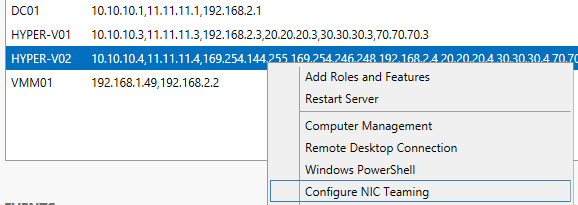 DC01 10.10.10.1,11.11.11.1,192.168.2.1
HYPER-V01 10.10.10.3,11.11.11.3,192.168.2.3,20.20.20.3,30.30.30.3,70.70.70.3
HYPER-V02 10.10.10.4,11.11.11.4,169.254.144.255,169.254.246.248,192.168.2.4,20.20.20.4,30.30.30.4,70.70
VMM01 192.168.1.49,192.168.2.2
Add Roles and Features
Restart Server
Computer Management
Remote Desktop Connection
Windows PowerShell
Configure NIC Teaming
EVENTS